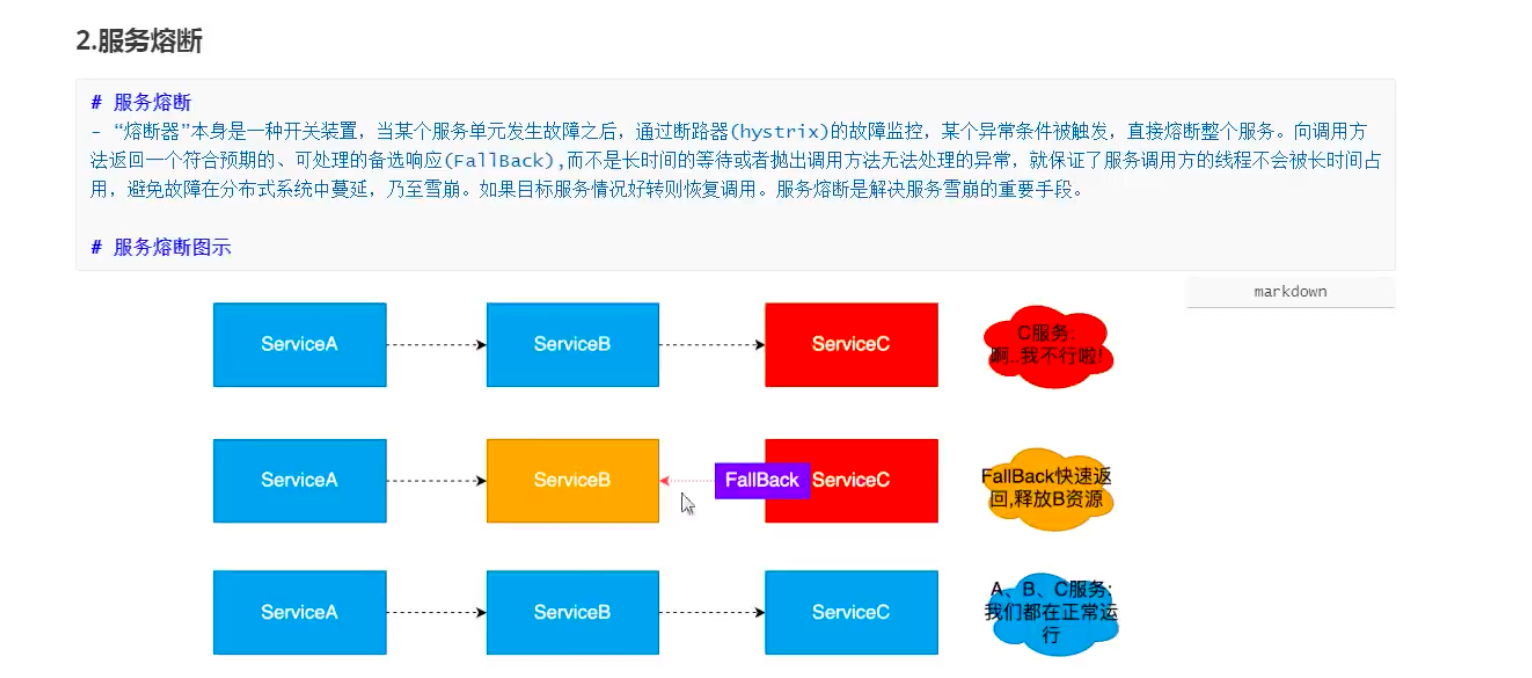 2.服务熔断
# 服务熔断
- “熔断器”本身是一种开关装置，当某个服务单元发生故障之后，通过断路器(hystrix)的故障监控，某个异常条件被触发，直接熔断整个服务。向调用方
法返回一个符合预期的、可处理的备选响应(FallBack),而不是长时间的等待或者抛出调用方法无法处理的异常，就保证了服务调用方的线程不会被长时间占
用，避免故障在分布式系统中蔓延，乃至雪崩。如果目标服务情况好转则恢复调用。服务熔断是解决服务雪崩的重要手段。
# 服务熔断图示
markdown
ServiceA
ServiceB
ServiceC
C服务:
啊..我不行啦!
ServiceA
ServiceB
FallBack
ServiceC
FallBack快速返
回,释放B资源
ServiceA
ServiceB
ServiceC
A、B、C服务:
我们都在正常运
行